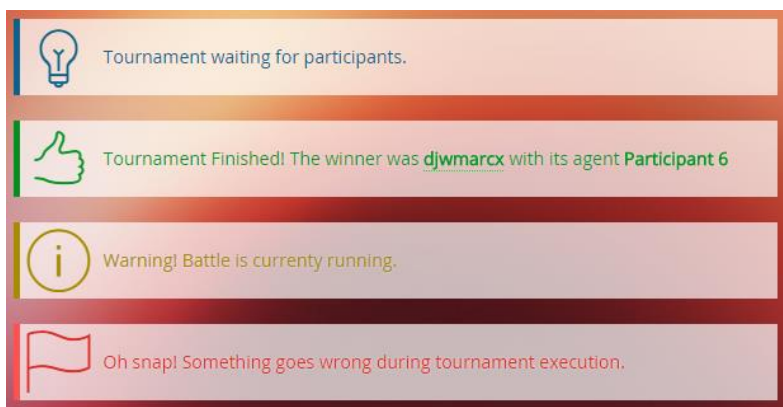 Tournament waiting for participants.
Tournament Finished! The winner was djwmarcx with its agent Participant 6
Warning! Battle is currenty running.
Oh snap! Something goes wrong during tournament execution.